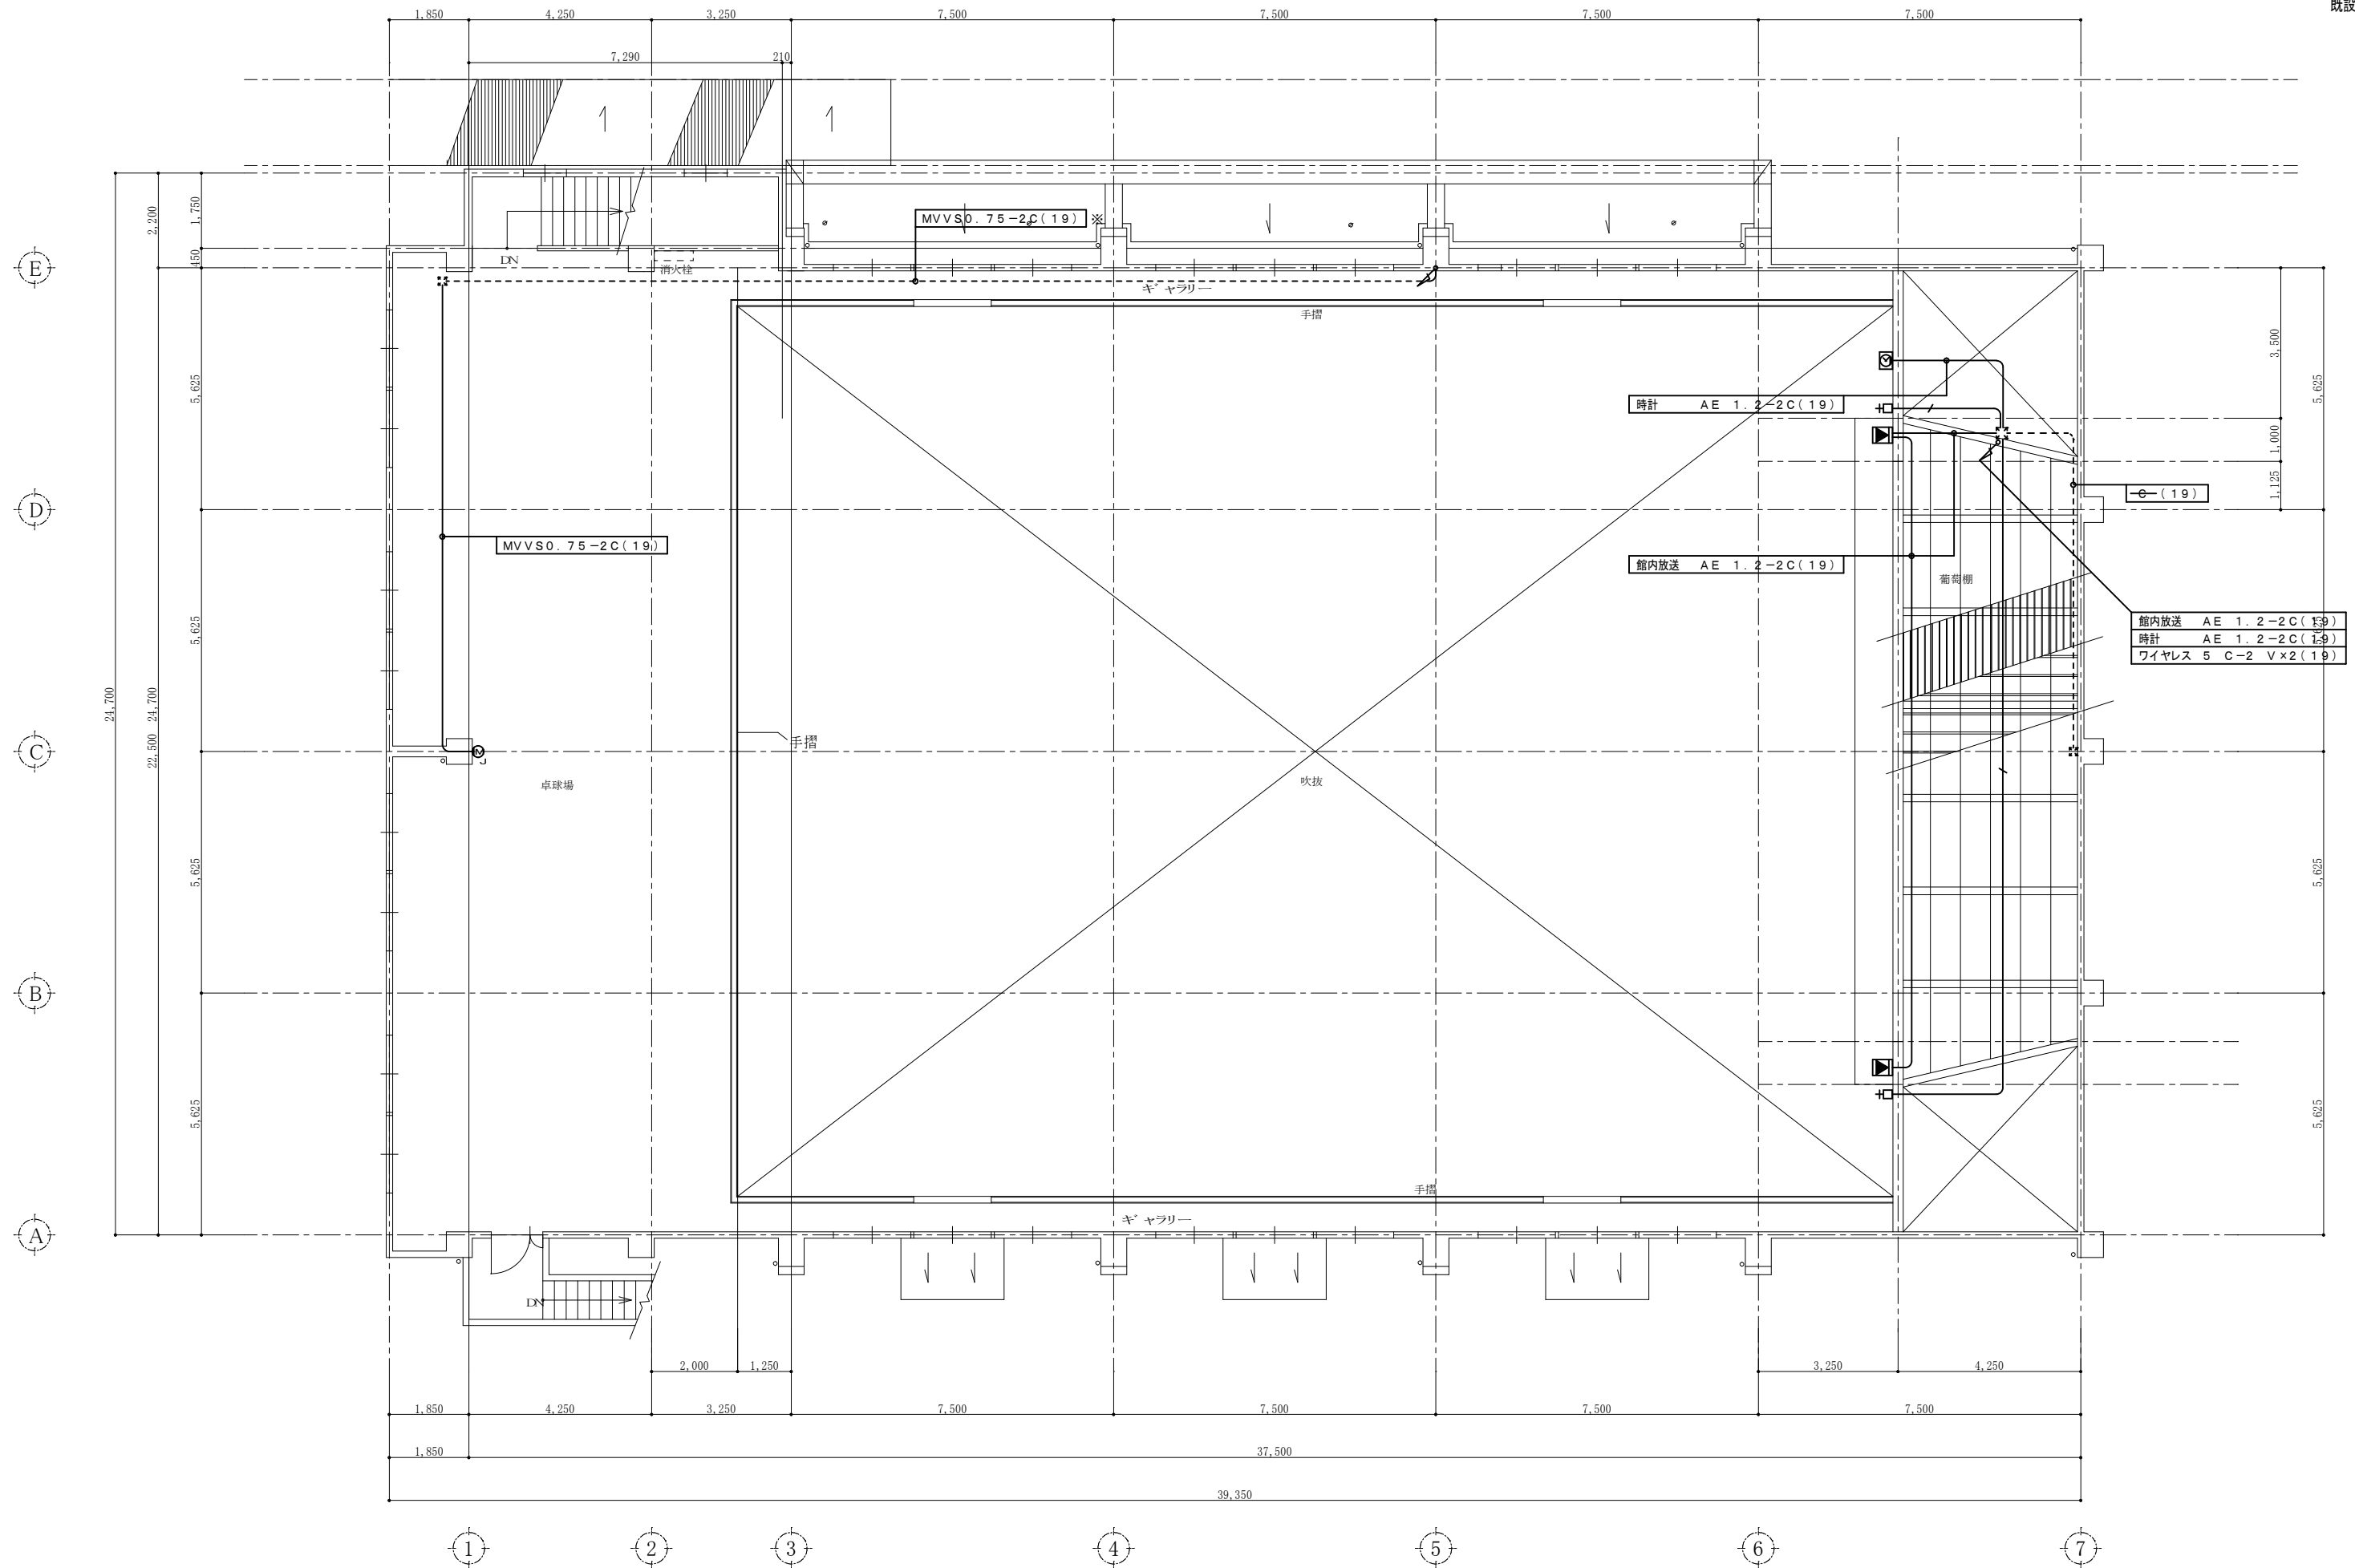 既設
1,850 4,250 3,250 7,500 7,500 7,500 7,500
7,290 210
2,200 1,750
450
MVVS0.75-2C(19) ※
DN
消火栓
ギャラリー
手摺
E
5,625
3,500
5,625
時計 AE 1.2-2C(19)
1,000
D
C (19)
1,125
MVVS0.75-2C(19)
館内放送 AE 1.2-2C(19)
葡萄棚
5,625
館内放送 AE 1.2-2C(19)
時計 AE 1.2-2C(19)
ワイヤレス 5 C-2 V×2(19)
5,625
24,700
22,500 24,700
手摺
C
M
J
卓球場
吹抜
5,625
5,625
B
5,625
5,625
手摺
ギャラリー
A
DN
2,000 1,250 3,250 4,250
1,850 4,250 3,250 7,500 7,500 7,500 7,500
1,850 37,500
39,350
1 2 3 4 5 6 7